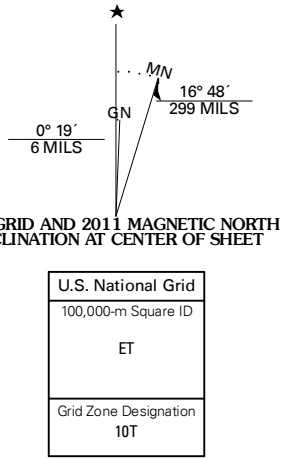 MN
GN
16° 48´
299 MILS
0° 19´
6 MILS
GRID AND 2011 MAGNETIC NORTH
CLINATION AT CENTER OF SHEET
U.S. National Grid
100,000-m Square ID
ET
Grid Zone Designation
10T